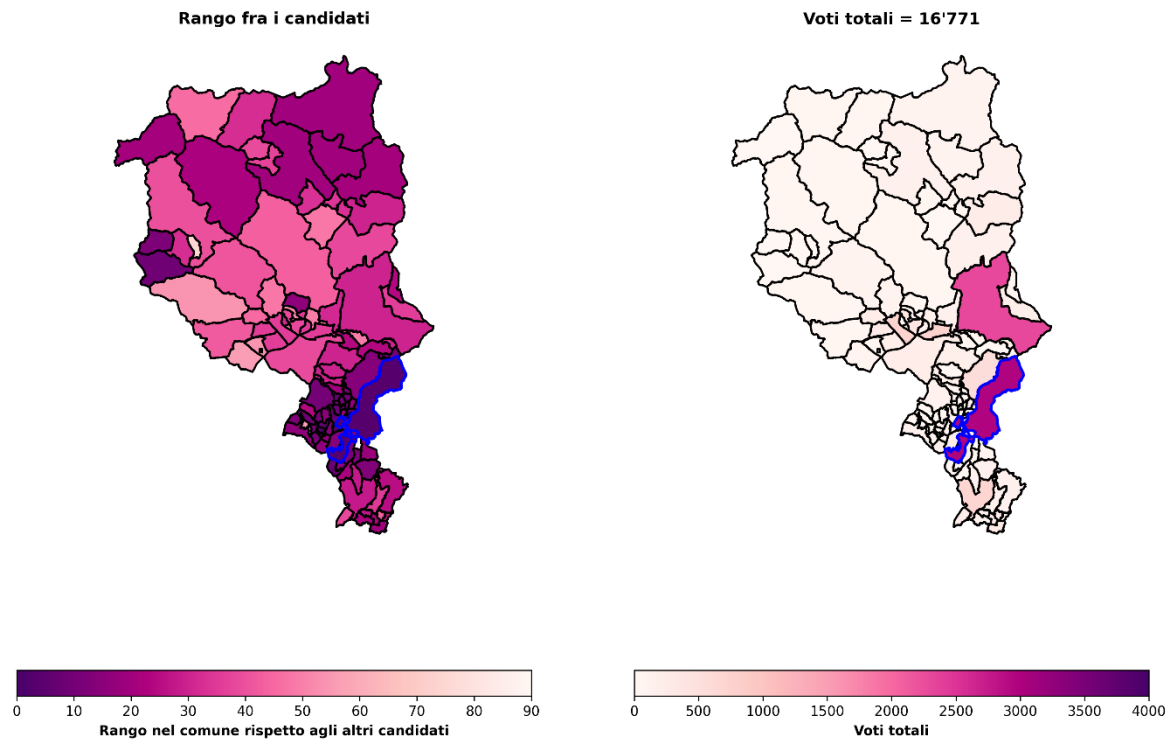 Rango fra i candidati
Voti totali = 16'771
0 10 20 30 40 50 60 70 80 90
Rango nel comune rispetto agli altri candidati
0 500 1000 1500 2000 2500 3000 3500 4000
Voti totali